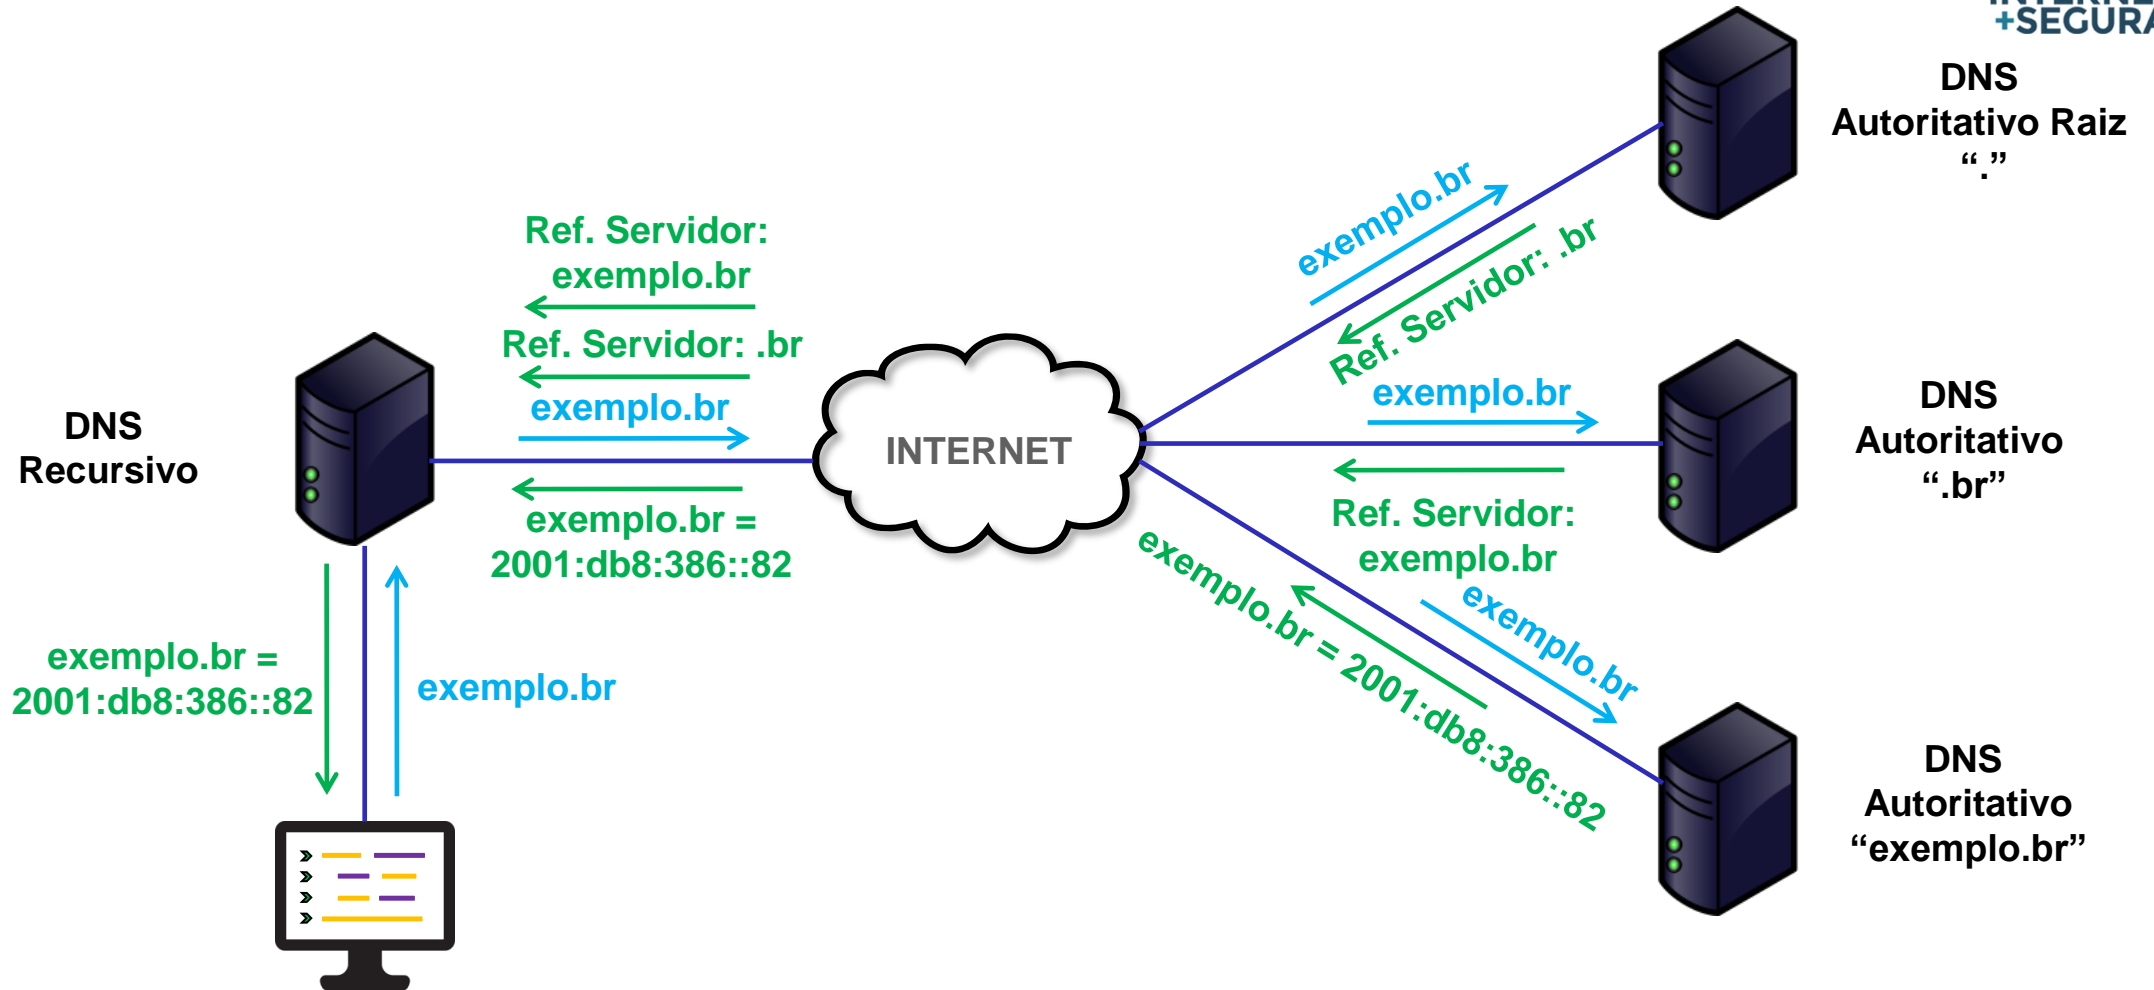 +SEGURA
DNS
Autoritativo Raiz
“.”
exemplo.br
Ref. Servidor: .br
Ref. Servidor:
exemplo.br
Ref. Servidor: .br
exemplo.br
exemplo.br =
2001:db8:386::82
DNS
Recursivo
INTERNET
exemplo.br
Ref. Servidor:
exemplo.br
DNS
Autoritativo
“.br”
exemplo.br
exemplo.br = 2001:db8:386::82
exemplo.br =
2001:db8:386::82
exemplo.br
DNS
Autoritativo
“exemplo.br”